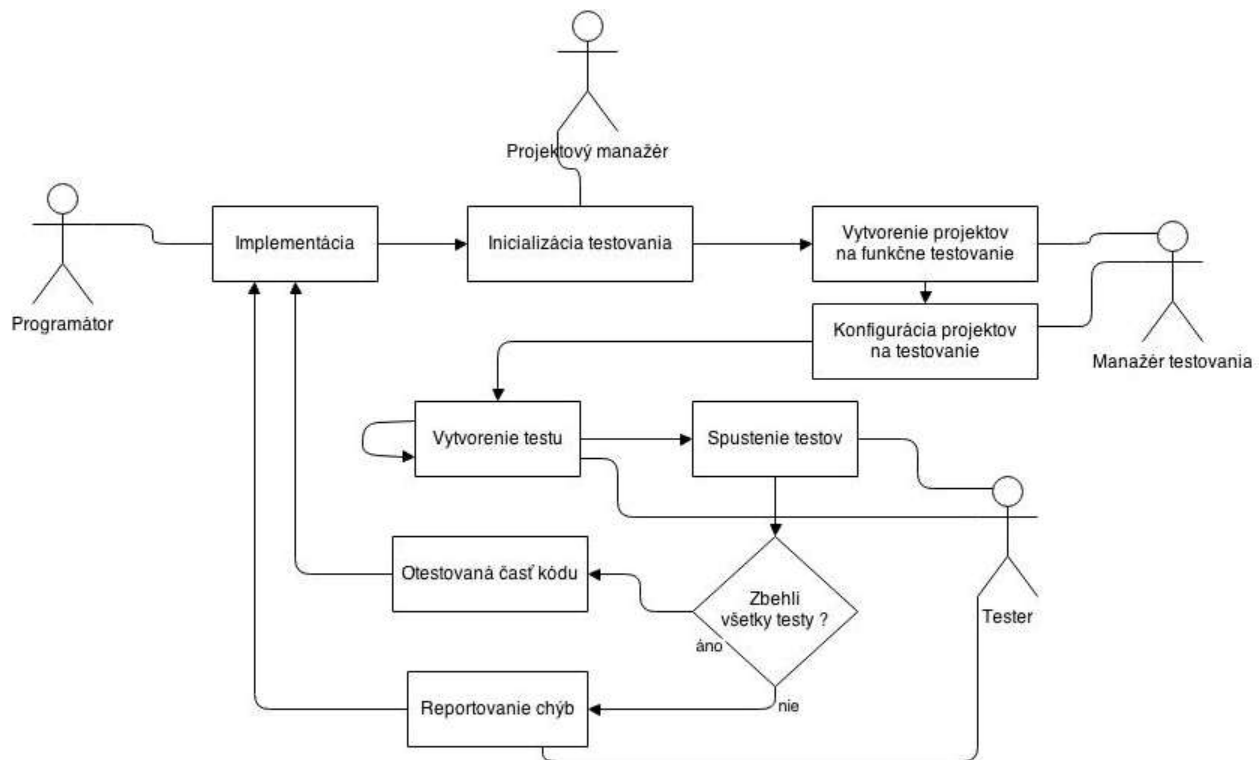 Projektový manažér
Programátor
Implementácia
Inicializácia testovania
Vytvorenie projektov
na funkčne testovanie
Manažér testovania
Konfigurácia projektov
na testovanie
Vytvorenie testu
Spustenie testov
Tester
Otestovaná časť kódu
Zbehli
všetky testy ?
áno
nie
Reportovanie chýb